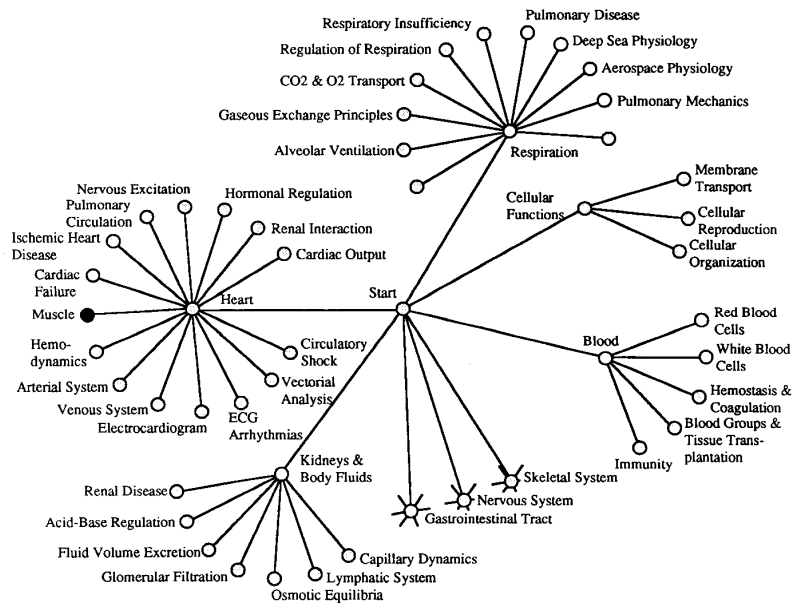 Respiratory Insufficiency
Pulmonary Disease
Regulation of Respiration
Deep Sea Physiology
CO2 & O2 Transport
Aerospace Physiology
Gaseous Exchange Principles
Pulmonary Mechanics
Alveolar Ventilation
Respiration
Membrane
Transport
Cellular
Functions
Cellular
Reproduction
Cellular
Organization
Nervous Excitation
Pulmonary
Circulation
Hormonal Regulation
Ischemic Heart
Disease
Renal Interaction
Cardiac Output
Cardiac
Failure
Heart
Start
Muscle
Hemo-
dynamics
Circulatory
Shock
Arterial System
Vectorial
Analysis
Venous System
Electrocardiogram
ECG
Arrhythmias
Blood
Red Blood
Cells
White Blood
Cells
Hemostasis &
Coagulation
Blood Groups &
Tissue Trans-
plantation
Immunity
Kidneys &
Body Fluids
Skeletal System
Nervous System
Gastrointestinal Tract
Renal Disease
Acid-Base Regulation
Fluid Volume Excretion
Glomerular Filtration
Osmotic Equilibria
Lymphatic System
Capillary Dynamics